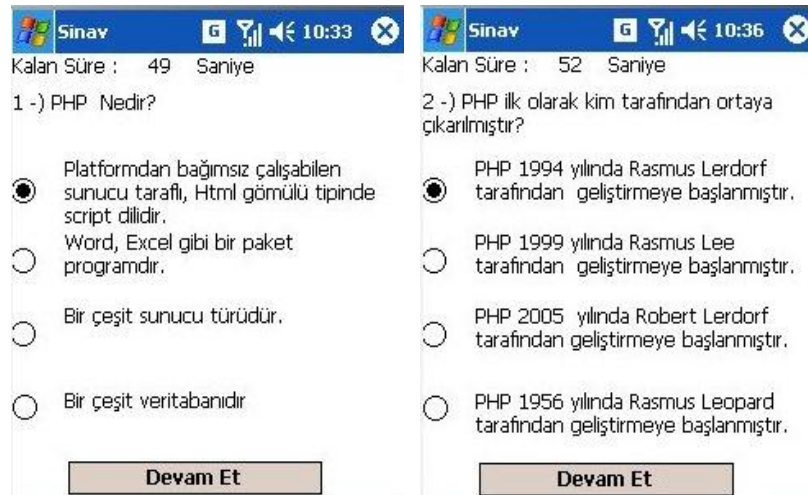 Sinav
G
10:33
Kalan Süre : 49 Saniye
1 -) PHP Nedir?
Platformdan bağımsız çalışabilen
sunucu taraflı, Html gömülü tipinde
script dilidir.
Word, Excel gibi bir paket
programdır.
Bir çeşit sunucu türüdür.
Bir çeşit veritabanıdır
Devam Et
Sinav
G
10:36
Kalan Süre : 52 Saniye
2 -) PHP ilk olarak kim tarafından ortaya
çıkarılmıştır?
PHP 1994 yılında Rasmus Lerdorf
tarafından geliştirmeye başlanmıştır.
PHP 1999 yılında Rasmus Lee
tarafından geliştirmeye başlanmıştır.
PHP 2005 yılında Robert Lerdorf
tarafından geliştirmeye başlanmıştır.
PHP 1956 yılında Rasmus Leopard
tarafından geliştirmeye başlanmıştır.
Devam Et